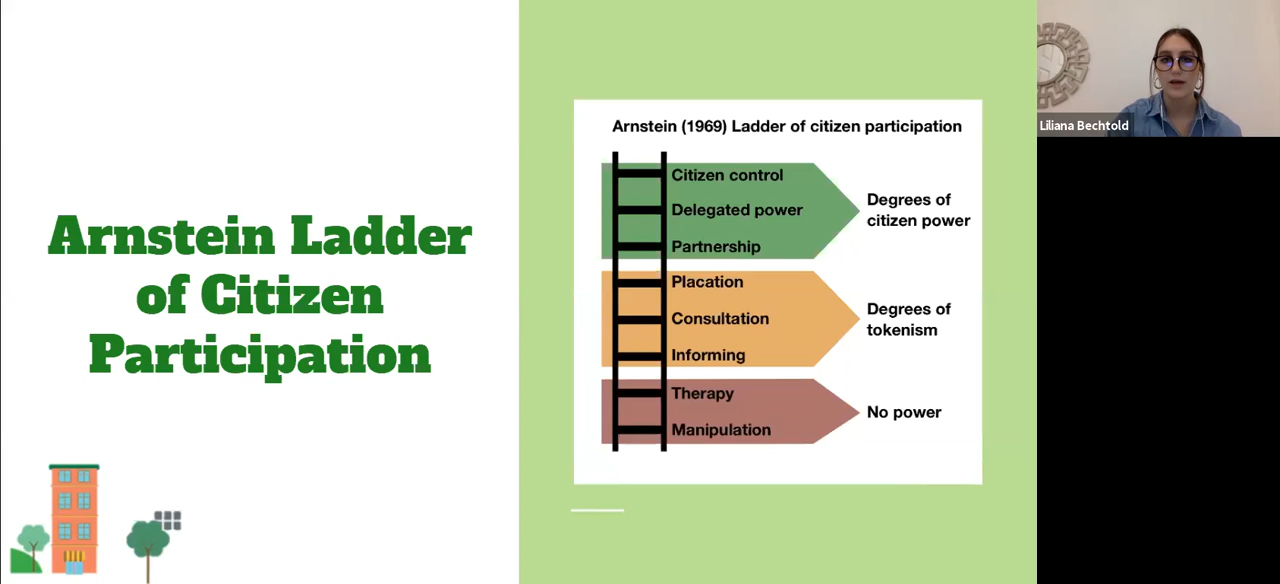 Arnstein Ladder
of Citizen
Participation
Arnstein (1969) Ladder of citizen participation
Citizen control
Delegated power
Partnership
Degrees of
citizen power
Placation
Consultation
Informing
Degrees of
tokenism
Therapy
Manipulation
No power
Liliana Bechtold